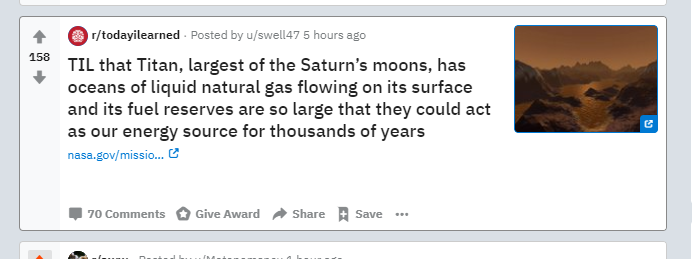 r/todayilearned · Posted by u/swell47 5 hours ago
158
TIL that Titan, largest of the Saturn's moons, has
oceans of liquid natural gas flowing on its surface
and its fuel reserves are so large that they could act
as our energy source for thousands of years
nasa.gov/missio...
70 Comments Give Award Share Save ...